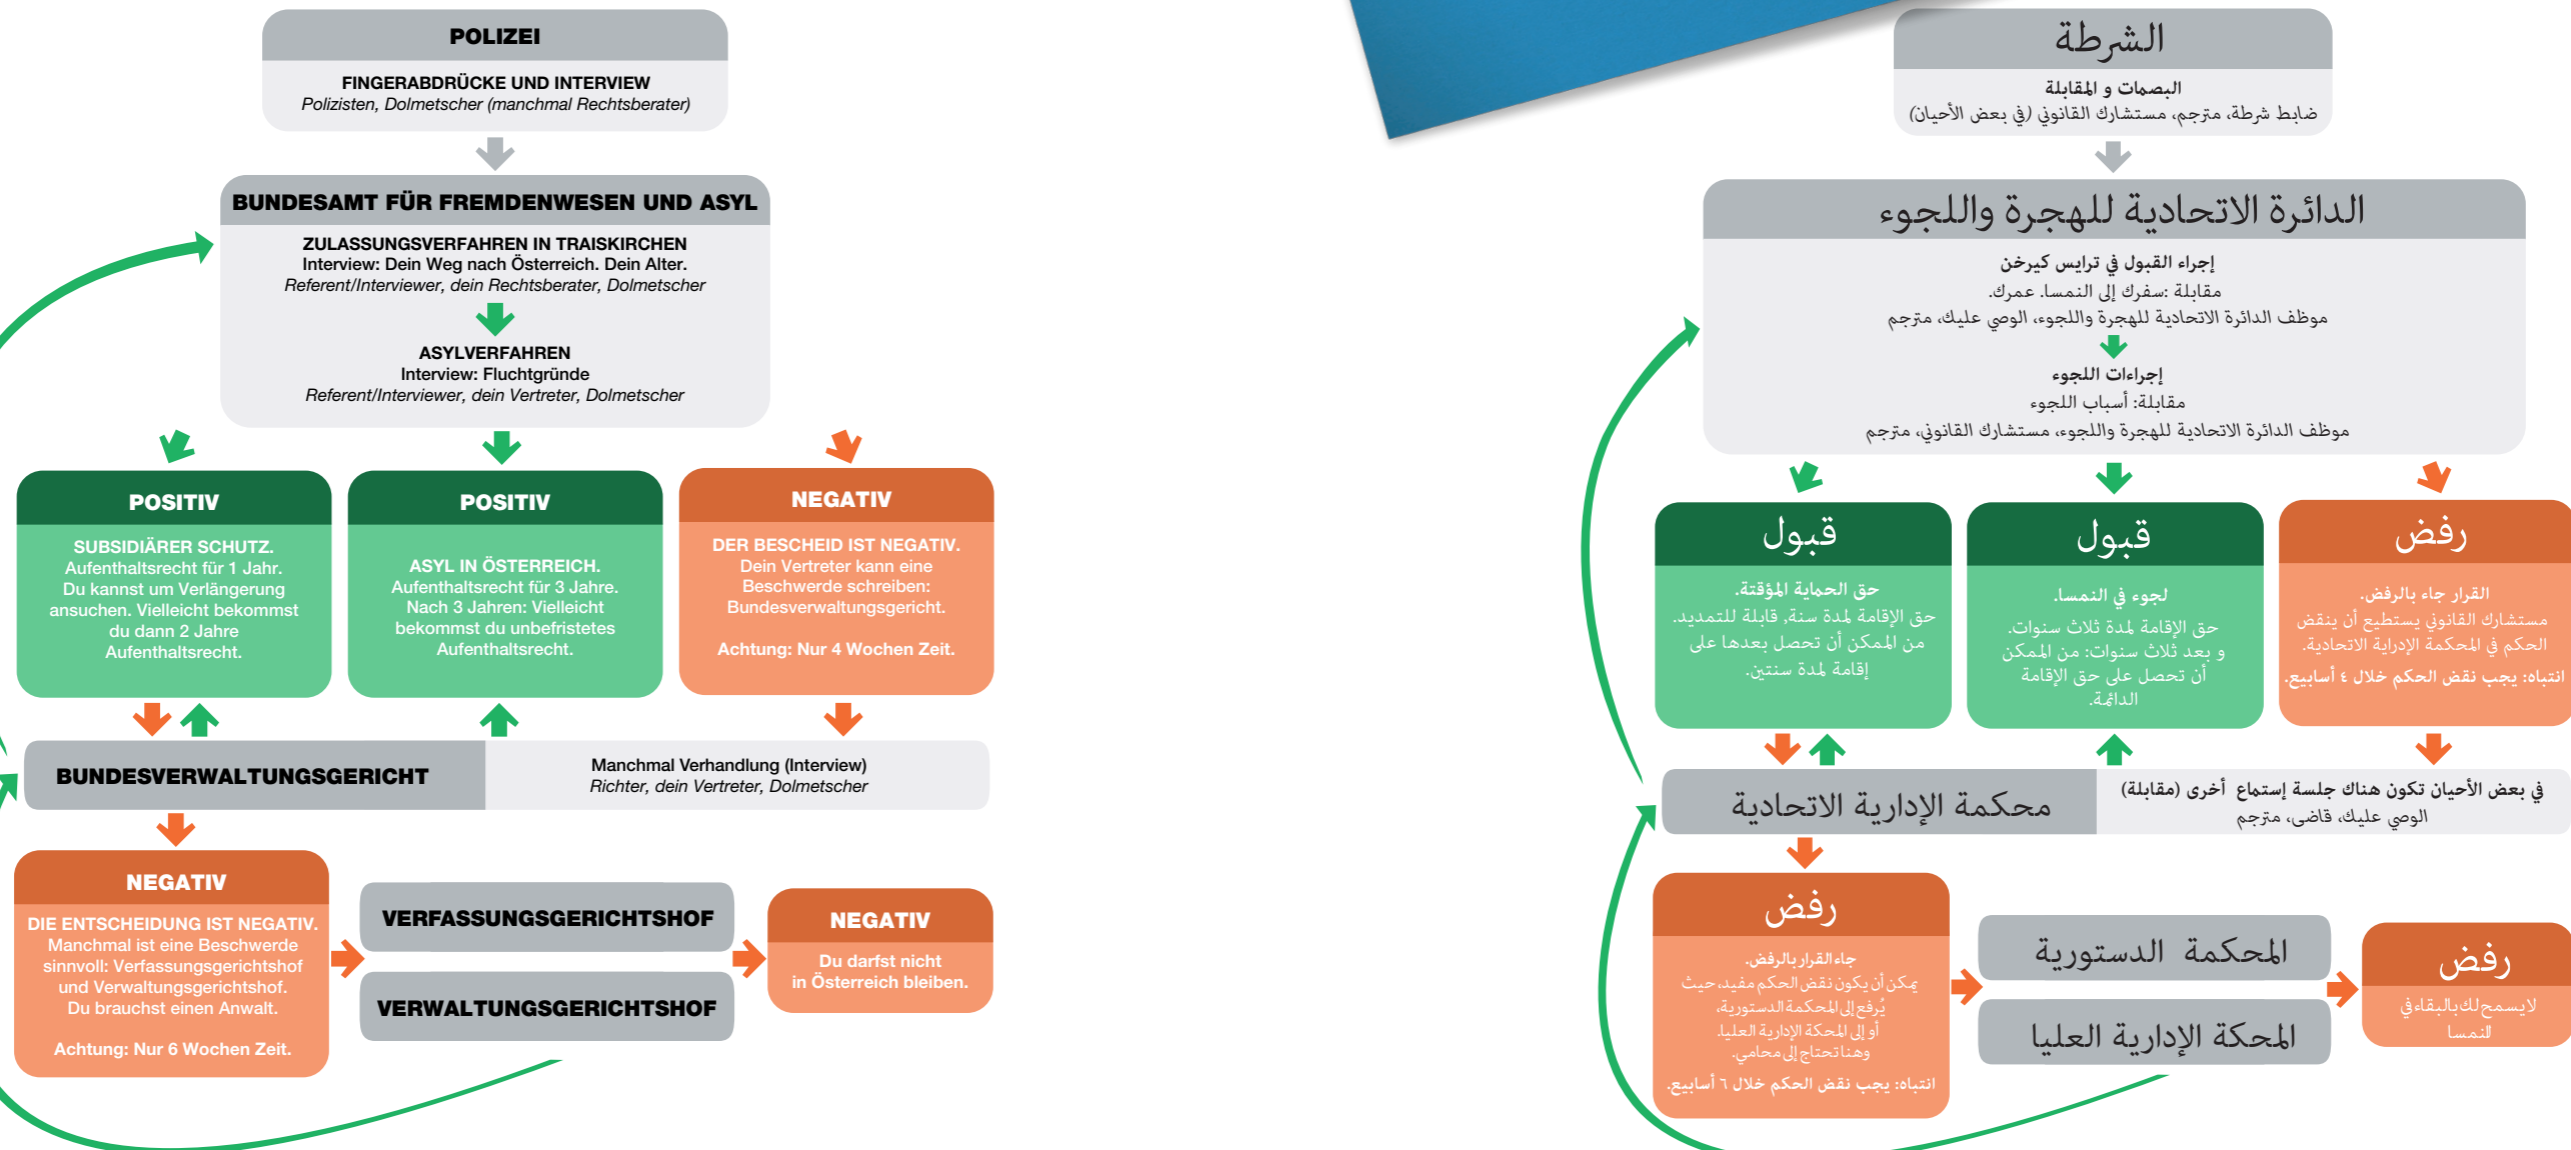 POLIZEI
FINGERABDRÜCKE UND INTERVIEW
Polizisten, Dolmetscher (manchmal Rechtsberater)
BUNDESAMT FÜR FREMDENWESEN UND ASYL
ZULASSUNGSVERFAHREN IN TRAISKIRCHEN
Interview: Dein Weg nach Österreich. Dein Alter.
Referent/Interviewer, dein Rechtsberater, Dolmetscher
ASYLVERFAHREN
Interview: Fluchtgründe
Referent/Interviewer, dein Vertreter, Dolmetscher
POSITIV
SUBSIDIÄRER SCHUTZ.
Aufenthaltsrecht für 1 Jahr.
Du kannst um Verlängerung
ansuchen. Vielleicht bekommst
du dann 2 Jahre
Aufenthaltsrecht.
POSITIV
ASYL IN ÖSTERREICH.
Aufenthaltsrecht für 3 Jahre.
Nach 3 Jahren: Vielleicht
bekommst du unbefristetes
Aufenthaltsrecht.
NEGATIV
DER BESCHEID IST NEGATIV.
Dein Vertreter kann eine
Beschwerde schreiben:
Bundesverwaltungsgericht.
Achtung: Nur 4 Wochen Zeit.
BUNDESVERWALTUNGSGERICHT
Manchmal Verhandlung (Interview)
Richter, dein Vertreter, Dolmetscher
NEGATIV
DIE ENTSCHEIDUNG IST NEGATIV.
Manchmal ist eine Beschwerde
sinnvoll: Verfassungsgerichtshof
und Verwaltungsgerichtshof.
Du brauchst einen Anwalt.
Achtung: Nur 6 Wochen Zeit.
VERFASSUNGSGERICHTSHOF
VERWALTUNGSGERICHTSHOF
NEGATIV
Du darfst nicht
in Österreich bleiben.
الشرطة
البصمات و المقابلة
ضابط شرطة، مترجم، مستشارك القانوني (في بعض الأحيان)
الدائرة الاتحادية للهجرة واللجوء
إجراء القبول في ترايس كيرخن
مقابلة :سفرك إلى النمسا. عمرك.
موظف الدائرة الاتحادية للهجرة واللجوء، الوصي عليك، مترجم
إجراءات اللجوء
مقابلة: أسباب اللجوء
موظف الدائرة الاتحادية للهجرة واللجوء، مستشارك القانوني، مترجم
قبول
حق الحماية المؤقتة.
حق الإقامة لمدة سنة, قابلة للتمديد.
من الممكن أن تحصل بعدها على
إقامة لمدة سنتين.
قبول
لجوء في النمسا.
حق الإقامة لمدة ثلاث سنوات.
و بعد ثلاث سنوات: من الممكن
أن تحصل على حق الإقامة
الدائمة.
رفض
القرار جاء بالرفض.
مستشارك القانوني يستطيع أن ينقض
الحكم في المحكمة الإدراية الاتحادية.
انتباه: يجب نقض الحكم خلال ٤ أسابيع.
محكمة الإدارية الاتحادية
في بعض الأحيان تكون هناك جلسة إستماع أخرى (مقابلة)
الوصي عليك، قاضى، مترجم
رفض
جاء القرار بالرفض.
يمكن أن يكون نقض الحكم مفيد، حيث
يُرفع إلى المحكمة الدستورية،
أو إلى المحكة الإدارية العليا.
وهنا تحتاج إلى محامي.
انتباه: يجب نقض الحكم خلال ٦ أسابيع.
المحكمة الدستورية
المحكة الإدارية العليا
رفض
لا يسمح لك بالبقاء في
النمسا